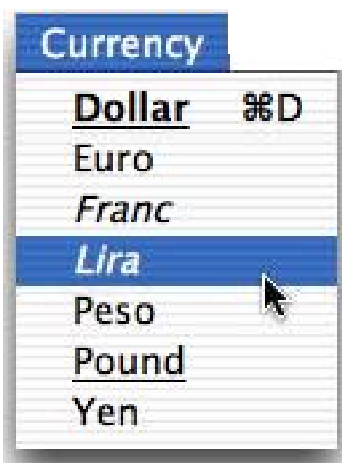 Currency
Dollar ⌘D
Euro
Franc
Lira
Peso
Pound
Yen